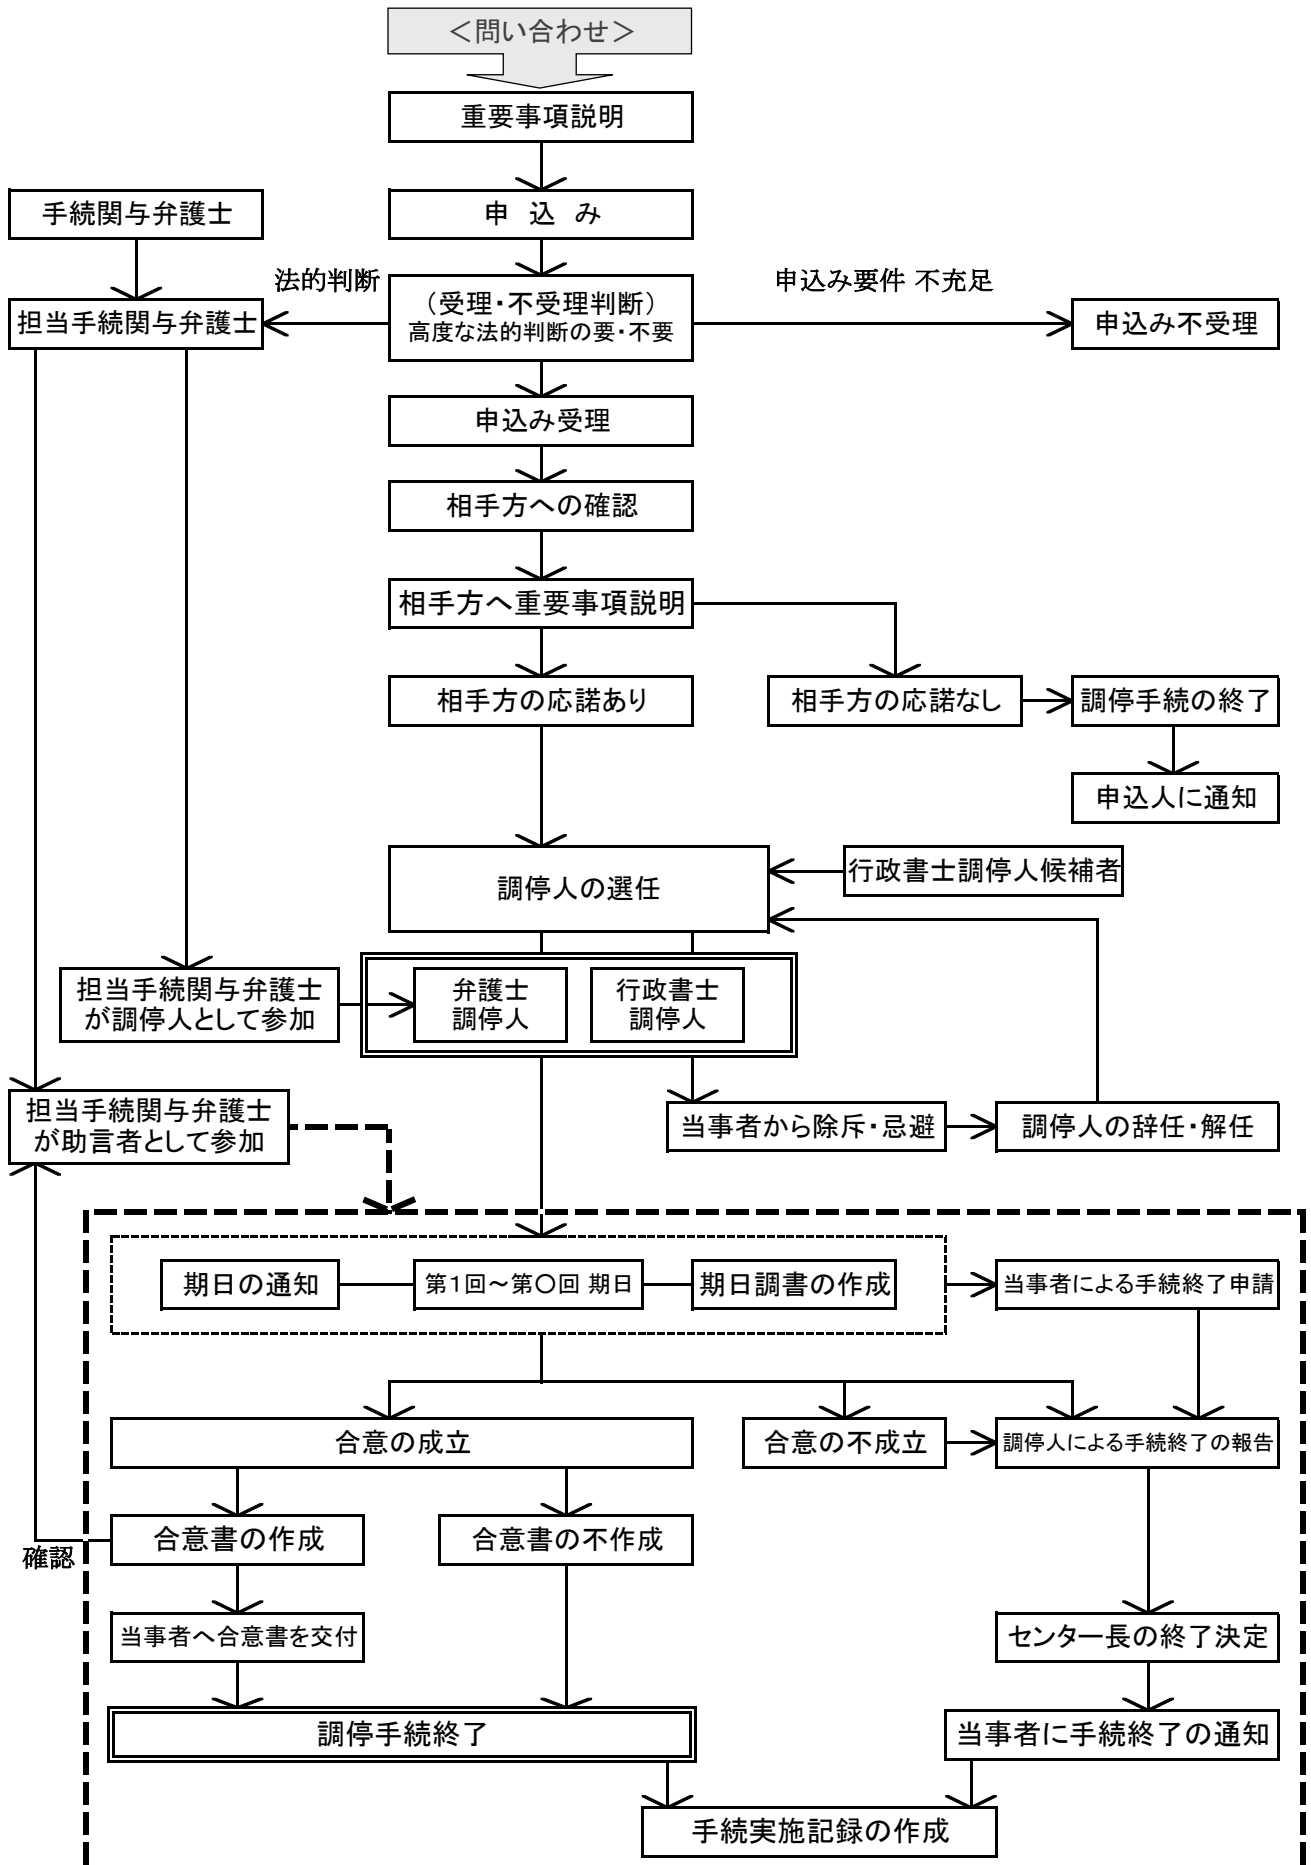 ＜問い合わせ＞
重要事項説明
手続関与弁護士
申 込 み
法的判断
申込み要件 不充足
担当手続関与弁護士
（受理・不受理判断）
高度な法的判断の要・不要
申込み不受理
申込み受理
相手方への確認
相手方へ重要事項説明
相手方の応諾あり
相手方の応諾なし
調停手続の終了
申込人に通知
調停人の選任
行政書士調停人候補者
担当手続関与弁護士
が調停人として参加
弁護士
調停人
行政書士
調停人
担当手続関与弁護士
が助言者として参加
当事者から除斥・忌避
調停人の辞任・解任
期日の通知
第１回～第〇回 期日
期日調書の作成
当事者による手続終了申請
合意の成立
合意の不成立
調停人による手続終了の報告
合意書の作成
合意書の不作成
確認
当事者へ合意書を交付
センター長の終了決定
調停手続終了
当事者に手続終了の通知
手続実施記録の作成